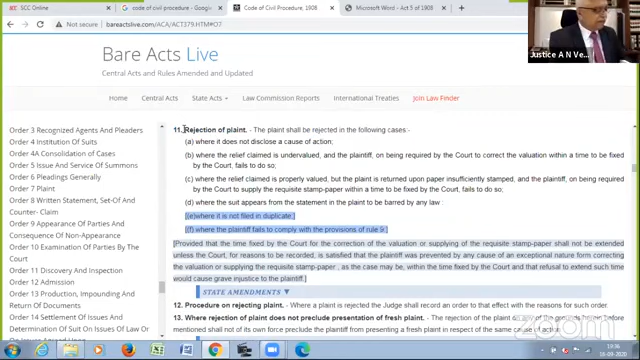 SCC Online
code of civil procedure - Google
Code of Civil Procedure, 1908
Microsoft Word - Act 5 of 1908
Not secure | bareactslive.com/ACA/ACT379.HTM#O7
Justice A N Ve...
Bare Acts Live
Central Acts and Rules Amended and Updated
Home
Central Acts
State Acts
Law Commission Reports
International Treaties
Join Law Finder
Order 3 Recognized Agents and Pleaders
Order 4 Institution of Suits
Order 4A Consolidation of Cases
Order 5 Issue and Service of Summons
Order 6 Pleadings Generally
Order 7 Plaint
Order 8 Written Statement, Set-Off and
Counter- Claim
Order 9 Appearance of Parties and
Consequence of Non-Appearance
Order 10 Examination of Parties by the
Court
Order 11 Discovery And Inspection
Order 12 Admission
Order 13 Production, Impounding And
Return Of Documents
Order 14 Settlement of Issues and
Determination of Suit on Issues of Law
11. Rejection of plaint. - The plaint shall be rejected in the following cases:-
(a) where it does not disclose a cause of action;
(b) where the relief claimed is undervalued, and the plaintiff, on being required by the Court to correct the valuation within a time to be fixed
by the Court, fails to do so;
(c) where the relief claimed is properly valued, but the plaint is returned upon paper insufficiently stamped, and the plaintiff, on being required
by the Court to supply the requisite stamp-paper within a time to be fixed by the Court, fails to do so;
(d) where the suit appears from the statement in the plaint to be barred by any law :
[(e)where it is not filed in duplicate;]
[(f) where the plaintiff fails to comply with the provisions of rule 9:]
[Provided that the time fixed by the Court for the correction of the valuation or supplying of the requisite stamp-paper shall not be extended
unless the Court, for reasons to be recorded, is satisfied that the plaintiff was prevented by any cause of an exceptional nature form correcting
the valuation or supplying the requisite stamp-paper , as the case may be, within the time fixed by the Court and that refusal to extend such time
would cause grave injustice to the plaintiff.]
STATE AMENDMENTS ▼
12. Procedure on rejecting plaint. - Where a plaint is rejected the Judge shall record an order to that effect with the reasons for such order.
13. Where rejection of plaint does not preclude presentation of fresh plaint. - The rejection of the plaint on any of the grounds herein before
mentioned shall not of its own force preclude the plaintiff from presenting a fresh plaint in respect of the same cause of action.
zoom
19:36
16-09-2020